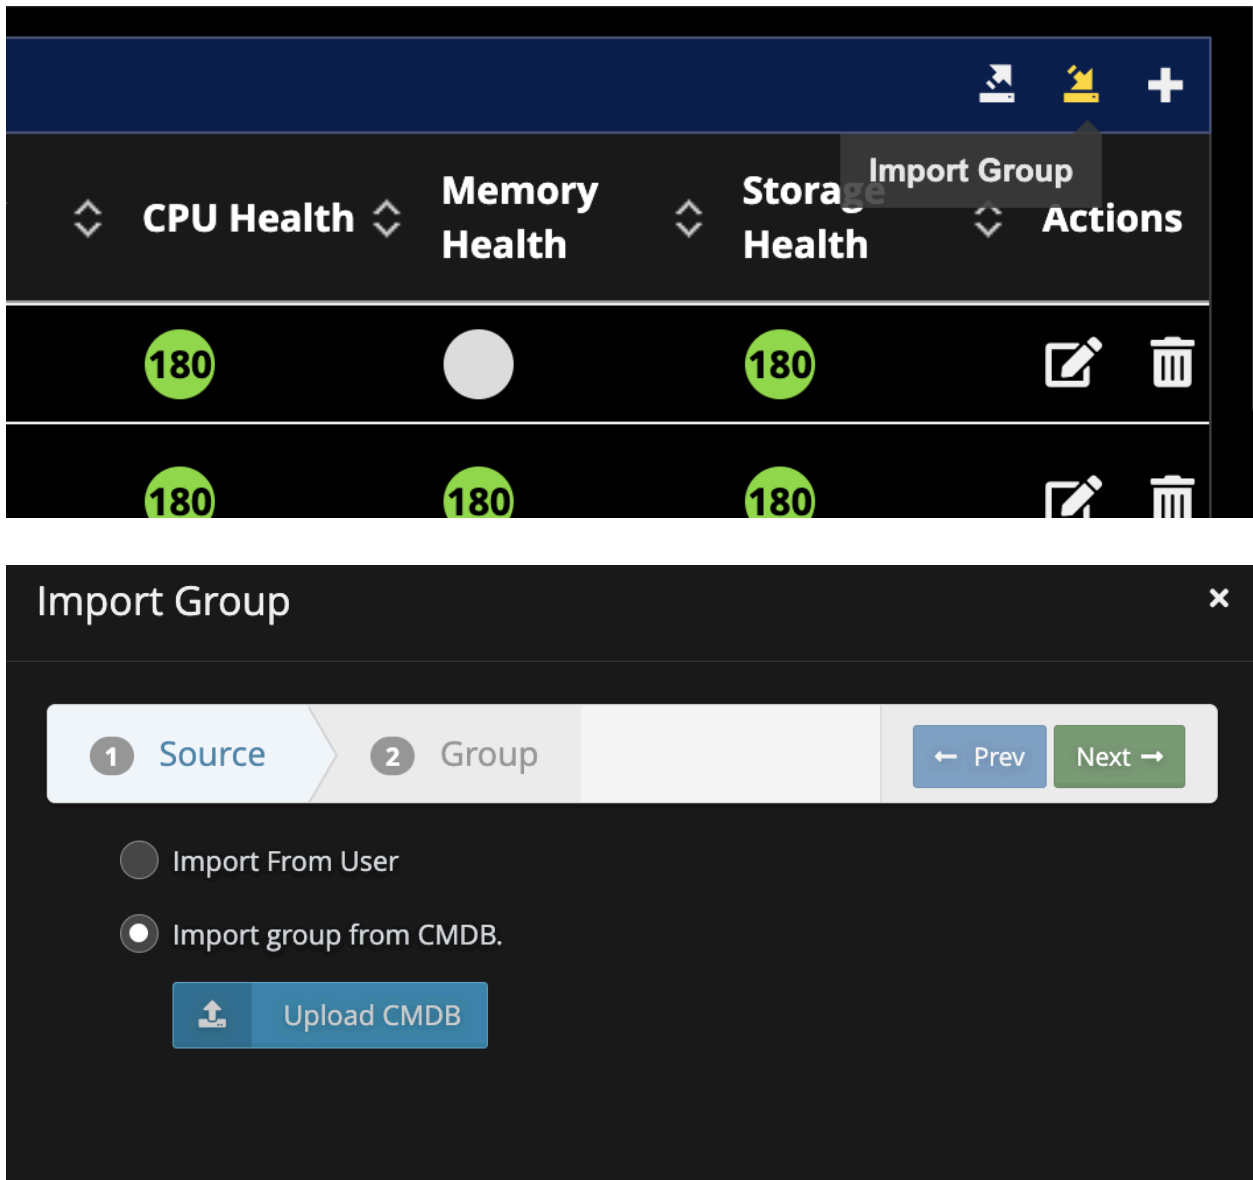 Import Group
CPU Health
Memory
Health
Storage
Health
Actions
180
180
180
180
180
Import Group
1 Source
2 Group
← Prev
Next →
Import From User
Import group from CMDB.
Upload CMDB